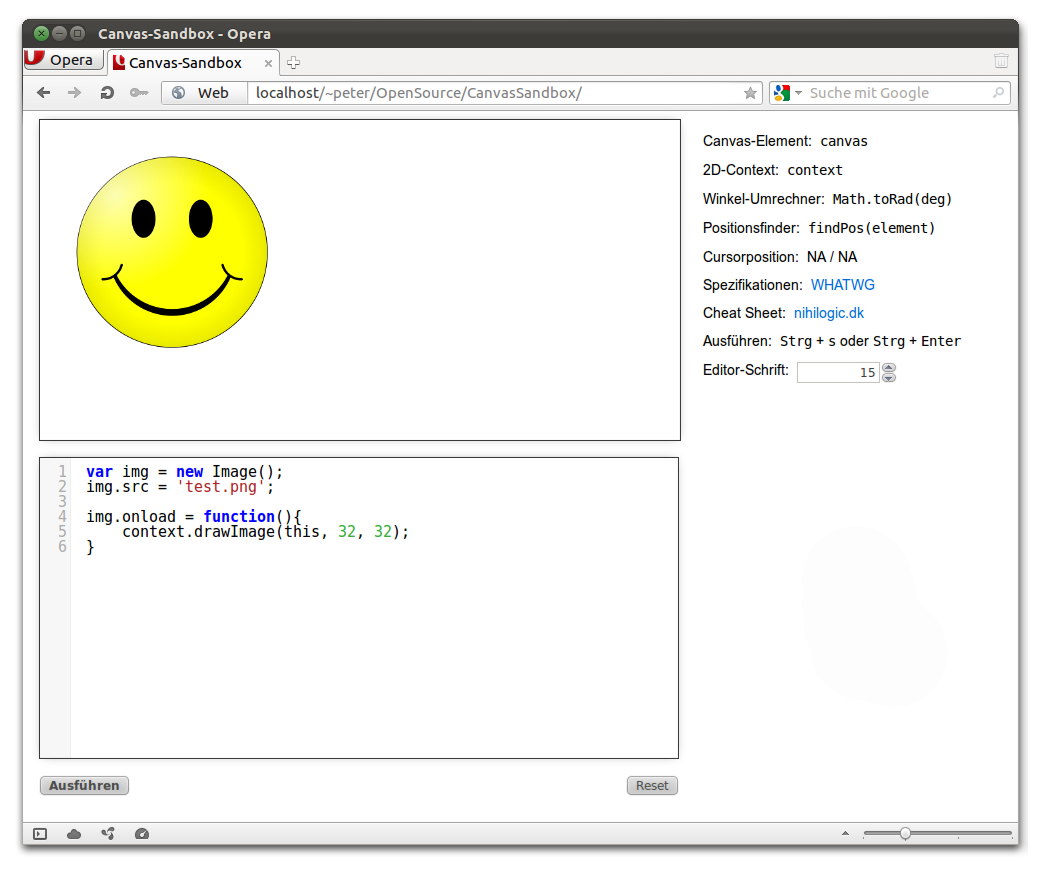 Canvas-Sandbox - Opera
Opera
Canvas-Sandbox
Web
localhost/~peter/OpenSource/CanvasSandbox/
Suche mit Google
Canvas-Element: canvas
2D-Context: context
Winkel-Umrechner: Math.toRad(deg)
Positionsfinder: findPos(element)
Cursorposition: NA / NA
Spezifikationen: WHATWG
Cheat Sheet: nihilogic.dk
Ausführen: Strg + s oder Strg + Enter
Editor-Schrift: 15
1 var img = new Image();
2 img.src = 'test.png';
3
4 img.onload = function(){
5     context.drawImage(this, 32, 32);
6 }
Ausführen
Reset